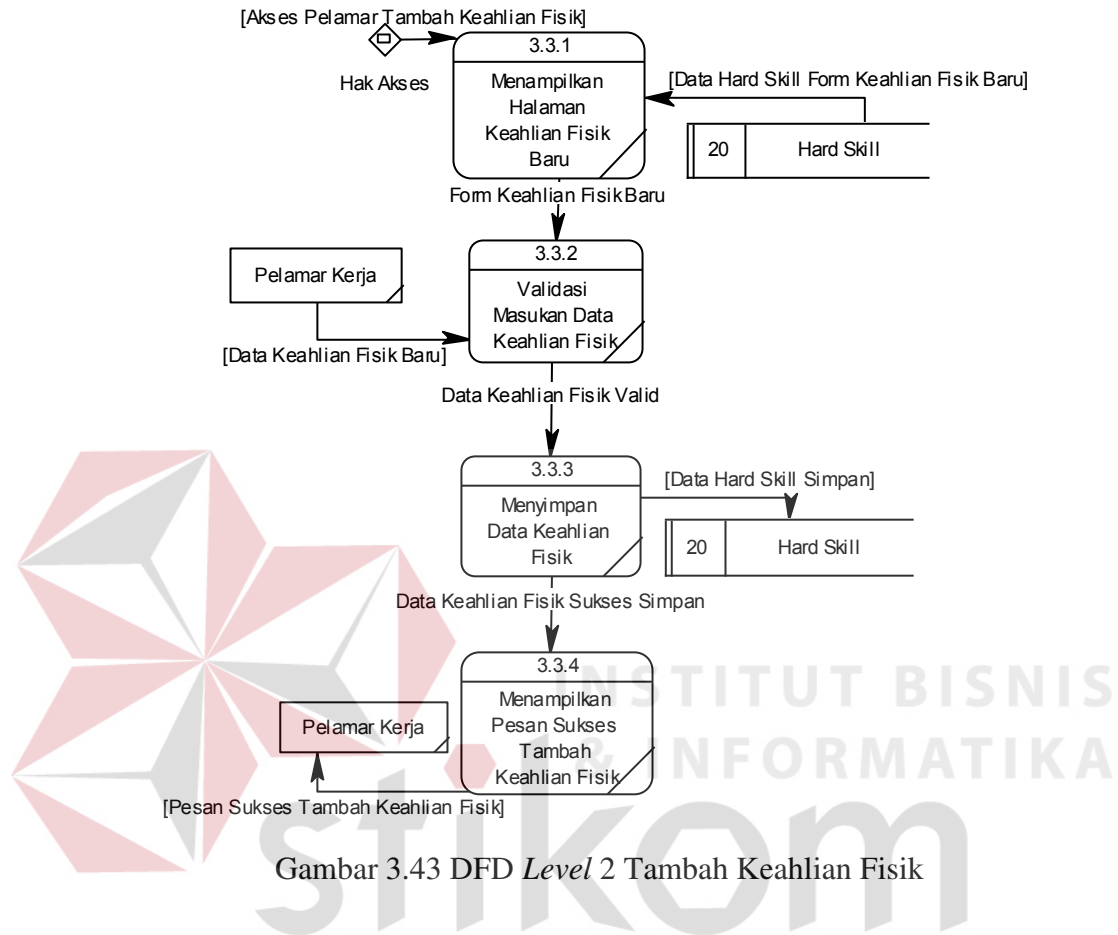 [Akses Pelamar Tambah Keahlian Fisik]
Hak Akses
3.3.1
Menampilkan
Halaman
Keahlian Fisik
Baru
[Data Hard Skill Form Keahlian Fisik Baru]
20
Hard Skill
Form Keahlian Fisik Baru
Pelamar Kerja
3.3.2
Validasi
Masukan Data
Keahlian Fisik
[Data Keahlian Fisik Baru]
Data Keahlian Fisik Valid
3.3.3
Menyimpan
Data Keahlian
Fisik
[Data Hard Skill Simpan]
20
Hard Skill
Data Keahlian Fisik Sukses Simpan
3.3.4
Menampilkan
Pesan Sukses
Tambah
Keahlian Fisik
Pelamar Kerja
[Pesan Sukses Tambah Keahlian Fisik]
INSTITUT BISNIS
& INFORMATIKA
stikom
Gambar 3.43 DFD Level 2 Tambah Keahlian Fisik